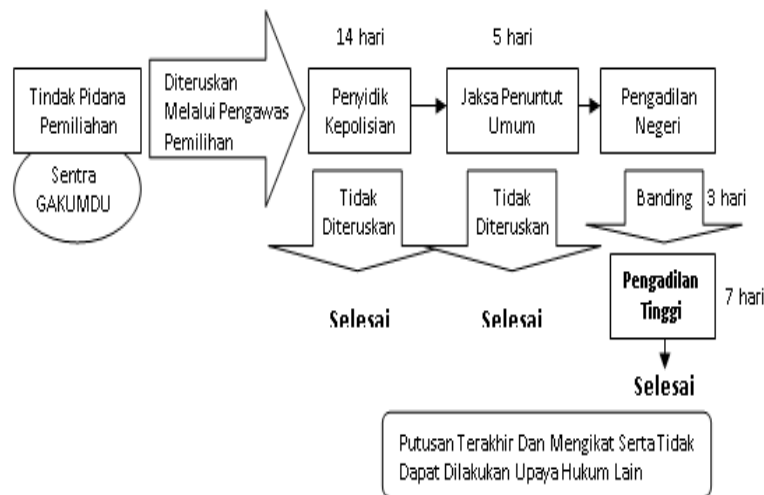 14 hari
5 hari
Tindak Pidana
Pemiliahan
Sentra
GAKUMDU
Diteruskan
Melalui Pengawas
Pemilihan
Penyidik
Kepolisian
Jaksa Penuntut
Umum
Pengadilan
Negeri
Tidak
Diteruskan
Tidak
Diteruskan
Banding
3 hari
Selesai
Selesai
Pengadilan
Tinggi
7 hari
Selesai
Putusan Terakhir Dan Mengikat Serta Tidak
Dapat Dilakukan Upaya Hukum Lain